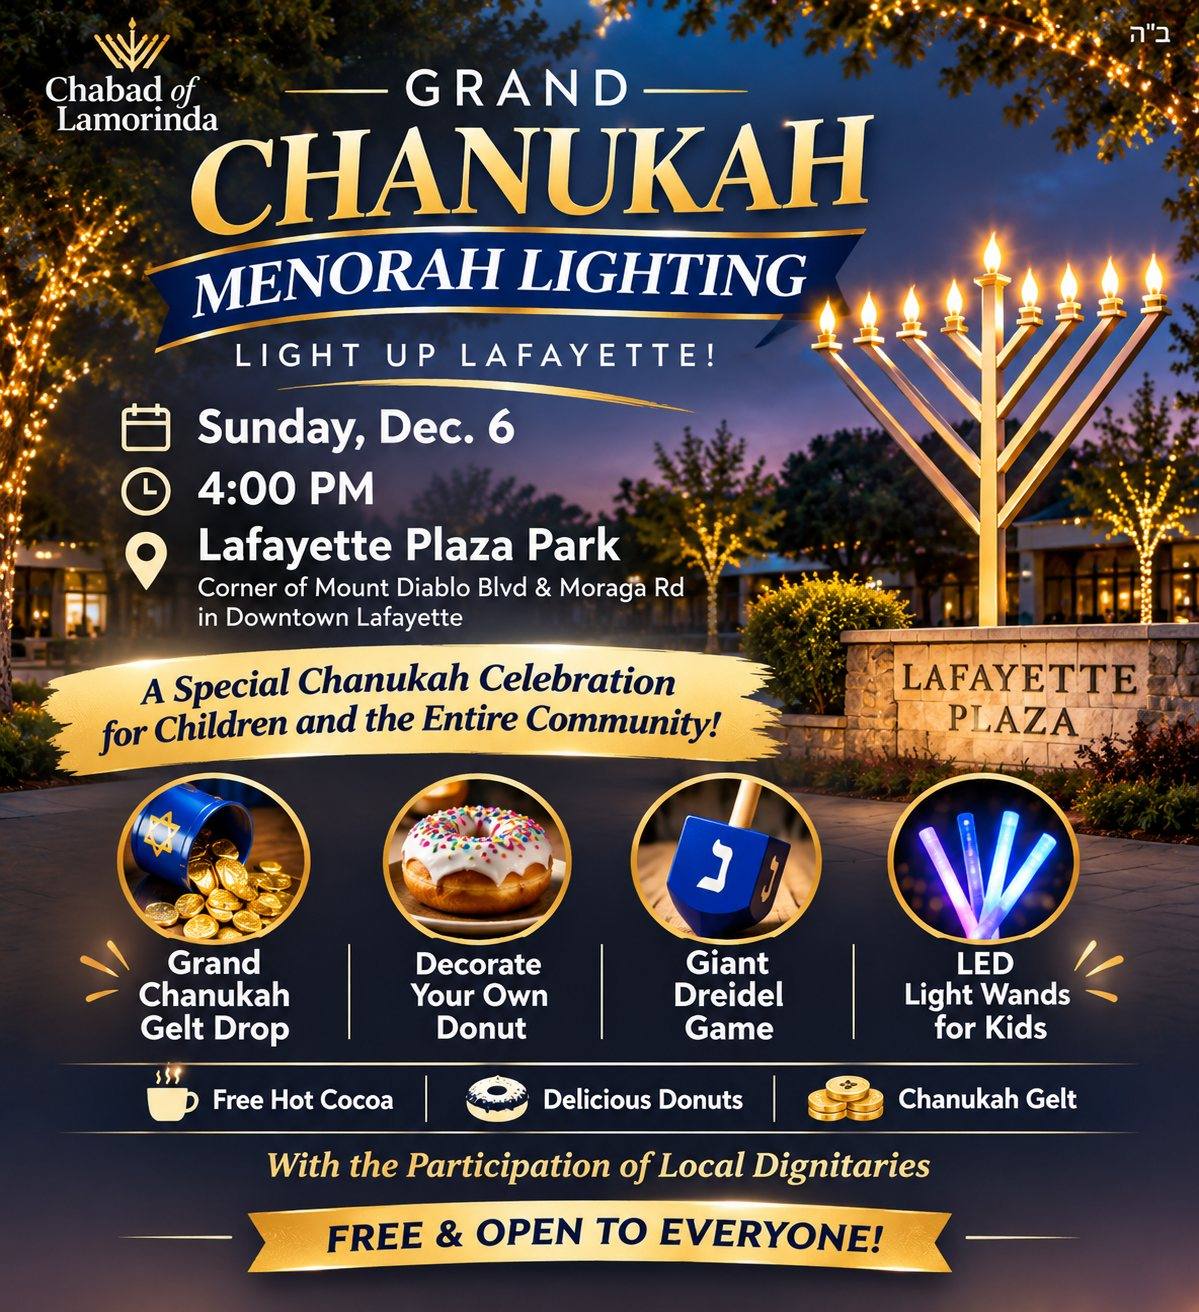 ב"ה
Chabad of
Lamorinda
GRAND
CHANUKAH
MENORAH LIGHTING
LIGHT UP LAFAYETTE!
Sunday, Dec. 6
4:00 PM
Lafayette Plaza Park
Corner of Mount Diablo Blvd & Moraga Rd
in Downtown Lafayette
LAFAYETTE
PLAZA
A Special Chanukah Celebration
for Children and the Entire Community!
נ
Grand
Chanukah
Gelt Drop
Decorate
Your Own
Donut
Giant
Dreidel
Game
LED
Light Wands
for Kids
Free Hot Cocoa
Delicious Donuts
Chanukah Gelt
With the Participation of Local Dignitaries
FREE & OPEN TO EVERYONE!